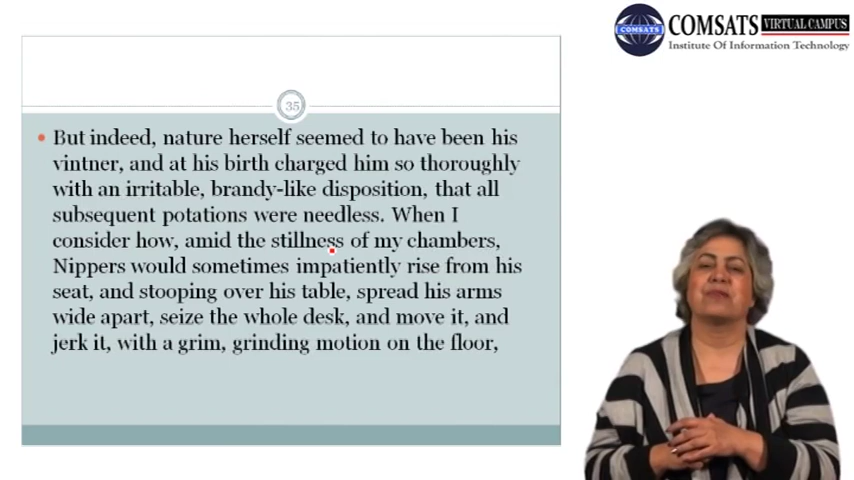 COMSATS VIRTUAL CAMPUS
Institute Of Information Technology
COMSATS
35
But indeed, nature herself seemed to have been his
vintner, and at his birth charged him so thoroughly
with an irritable, brandy-like disposition, that all
subsequent potations were needless. When I
consider how, amid the stillness of my chambers,
Nippers would sometimes impatiently rise from his
seat, and stooping over his table, spread his arms
wide apart, seize the whole desk, and move it, and
jerk it, with a grim, grinding motion on the floor,